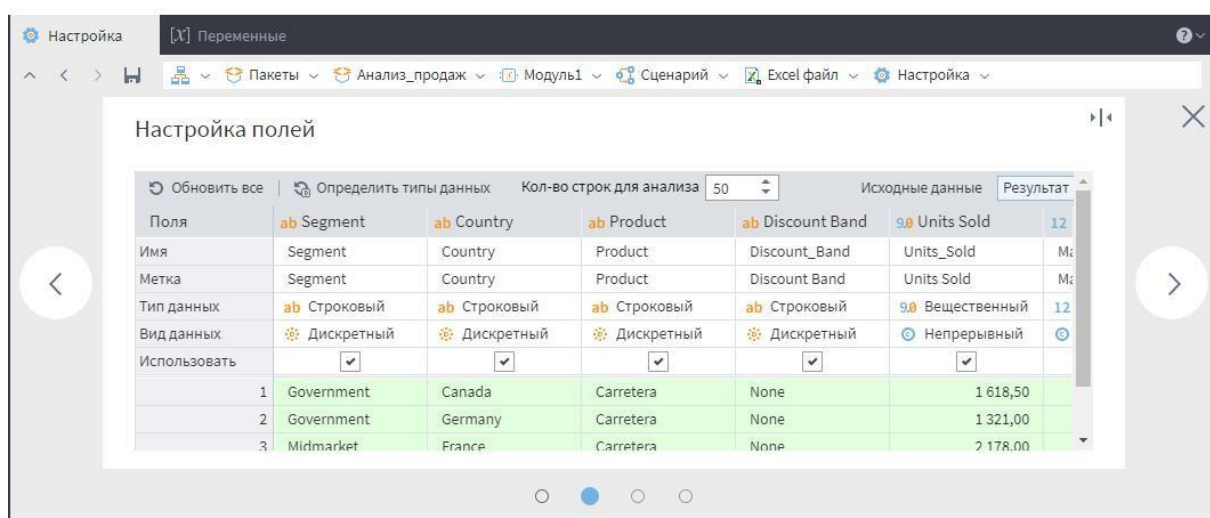 Настройка [X] Переменные
Пакеты Анализ_продаж Модуль1 Сценарий Excel файл Настройка
Настройка полей
Обновить все Определить типы данных Кол-во строк для анализа 50 Исходные данные Результат
Поля ab Segment ab Country ab Product ab Discount Band 9.0 Units Sold 12
Имя Segment Country Product Discount_Band Units_Sold Ma
Метка Segment Country Product Discount Band Units Sold Ma
Тип данных ab Строковый ab Строковый ab Строковый ab Строковый 9.0 Вещественный 12
Вид данных Дискретный Дискретный Дискретный Дискретный Непрерывный
Использовать
1 Government Canada Carretera None 1 618,50
2 Government Germany Carretera None 1 321,00
3 Midmarket France Carretera None 2 178,00